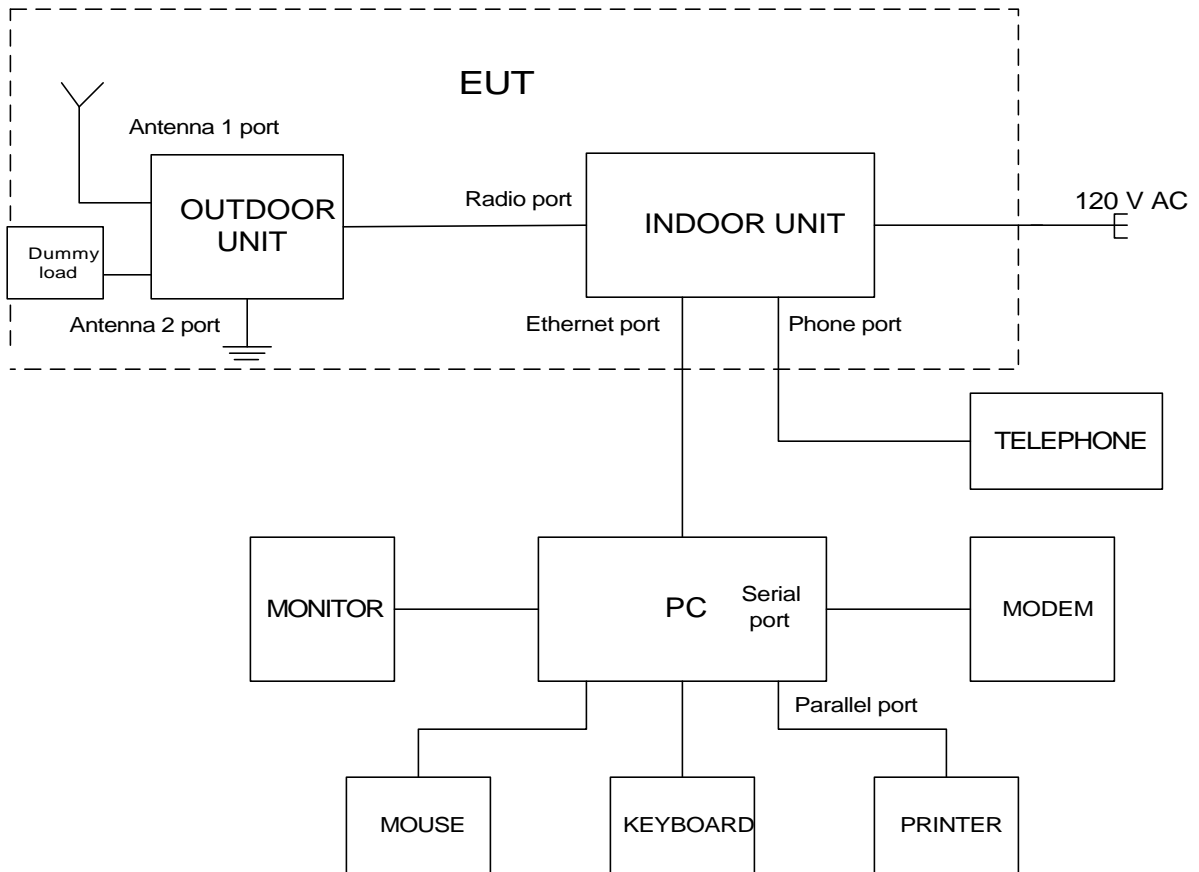 EUT
Antenna 1 port
120 V AC
Radio port
OUTDOOR
UNIT
INDOOR UNIT
Dummy
load
Antenna 2 port
Ethernet port
Phone port
TELEPHONE
MONITOR
PC
Serial
port
MODEM
Parallel port
MOUSE
KEYBOARD
PRINTER